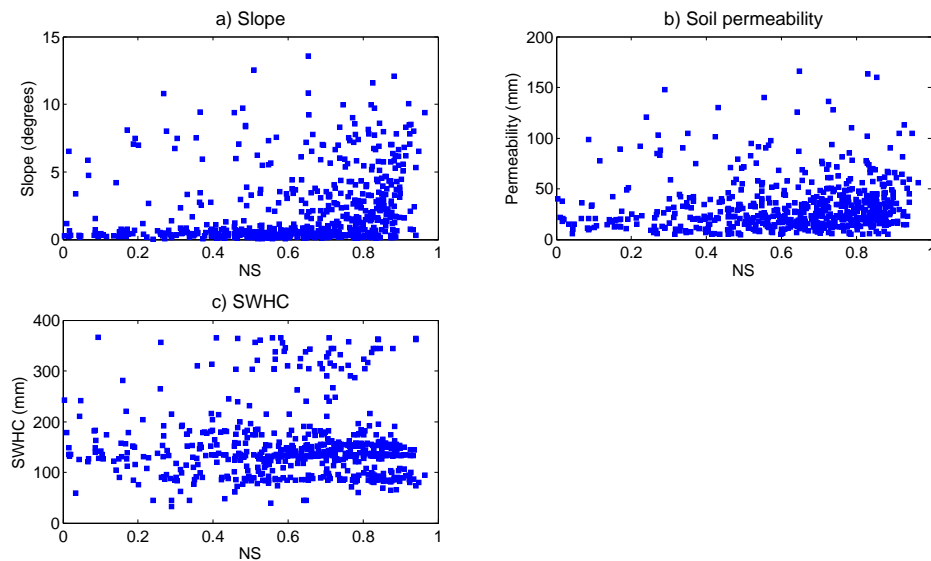 a) Slope
15
10
5
0
Slope (degrees)
0 0.2 0.4 0.6 0.8 1
NS
b) Soil permeability
200
150
100
50
0
Permeability (mm)
0 0.2 0.4 0.6 0.8 1
NS
c) SWHC
400
300
200
100
0
SWHC (mm)
0 0.2 0.4 0.6 0.8 1
NS